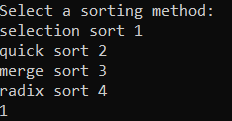 Select a sorting method:
selection sort 1
quick sort 2
merge sort 3
radix sort 4
1